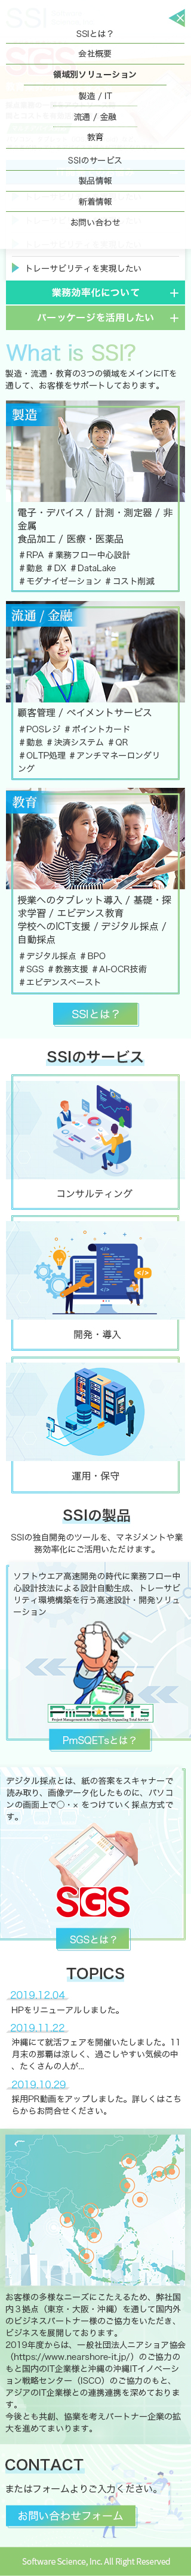 SSIとは？
会社概要
領域別ソリューション
製造 / IT
流通 / 金融
教育
SSIのサービス
製品情報
新着情報
お問い合わせ
トレーサビリティを実現したい
業務効率化について ＋
パーッケージを活用したい ＋
What is SSI?
製造・流通・教育の3つの領域をメインにITを
通して、お客様をサポートしております。
製造
電子・デバイス / 計測・測定器 / 非
金属
食品加工 / 医療・医薬品
＃RPA ＃業務フロー中心設計
＃勤怠 ＃DX ＃DataLake
＃モダナイゼーション ＃コスト削減
流通 / 金融
顧客管理 / ペイメントサービス
＃POSレジ ＃ポイントカード
＃勤怠 ＃決済システム ＃QR
＃OLTP処理 ＃アンチマネーロンダリ
ング
教育
授業へのタブレット導入 / 基礎・探
求学習 / エビデンス教育
学校へのICT支援 / デジタル採点 /
自動採点
＃デジタル採点 ＃BPO
＃SGS ＃教務支援 ＃AI-OCR技術
＃エビデンスペースト
SSIとは？
SSIのサービス
コンサルティング
開発・導入
運用・保守
SSIの製品
SSIの独自開発のツールを、マネジメントや業
務効率化にご活用いただけます。
ソフトウエア高速開発の時代に業務フロー中
心設計技法による設計自動生成、トレーサビ
リティ環境構築を行う高速設計・開発ソリュ
ーション
PmSQETs
Project Management & Software Quality Expanding Total Service
PmSQETsとは？
デジタル採点とは、紙の答案をスキャナーで
読み取り、画像データ化したものに、パソコ
ンの画面上で○・× をつけていく採点方式で
す。
SGS
SGSとは？
TOPICS
2019.12.04
HPをリニューアルしました。
2019.11.22
沖縄にて就活フェアを開催いたしました。11
月末の那覇は涼しく、過ごしやすい気候の中
、たくさんの人が...
2019.10.29
採用PR動画をアップしました。詳しくはこち
らからお問合せください。
お客様の多様なニーズにこたえるため、弊社国
内３拠点（東京・大阪・沖縄）を通して国内外
のビジネスパートナー様のご協力をいただき、
ビジネスを展開しております。
2019年度からは、一般社団法人ニアショア協会
（https://www.nearshore-it.jp/）のご協力の
もと国内のIT企業様と沖縄の沖縄ITイノベーシ
ョン戦略センター（ISCO）のご協力のもと、
アジアのIT企業様との連携連携を深めておりま
す。
今後とも共創、協業を考えパートナー企業の拡
大を進めてまいります。
CONTACT
またはフォームよりご入力ください。
お問い合わせフォーム
Software Science, Inc. All Right Reserved